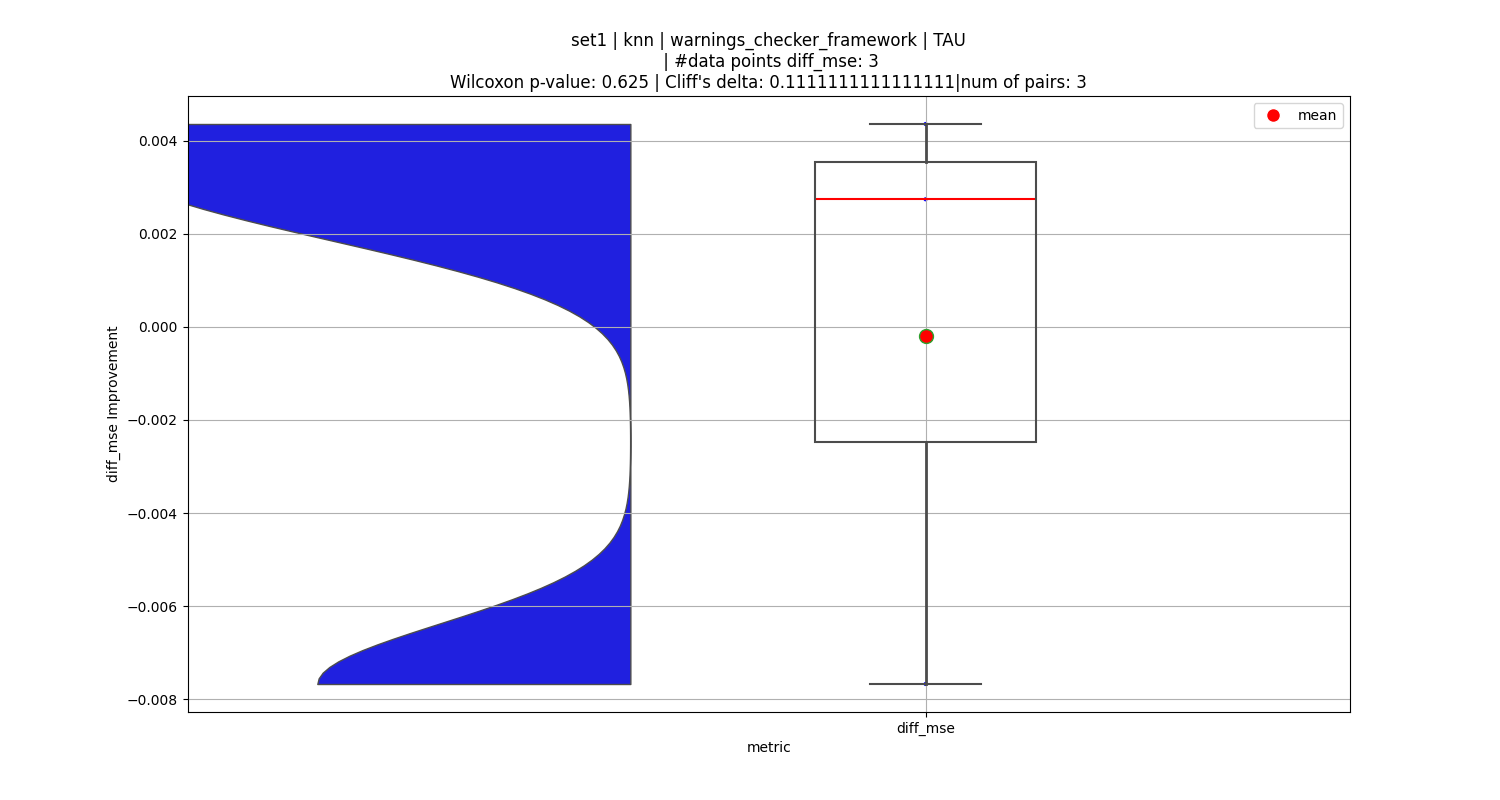 set1 | knn | warnings_checker_framework | TAU
| #data points diff_mse: 3
Wilcoxon p-value: 0.625 | Cliff's delta: 0.1111111111111111|num of pairs: 3
mean
0.004
0.002
0.000
−0.002
−0.004
−0.006
−0.008
diff_mse Improvement
diff_mse
metric